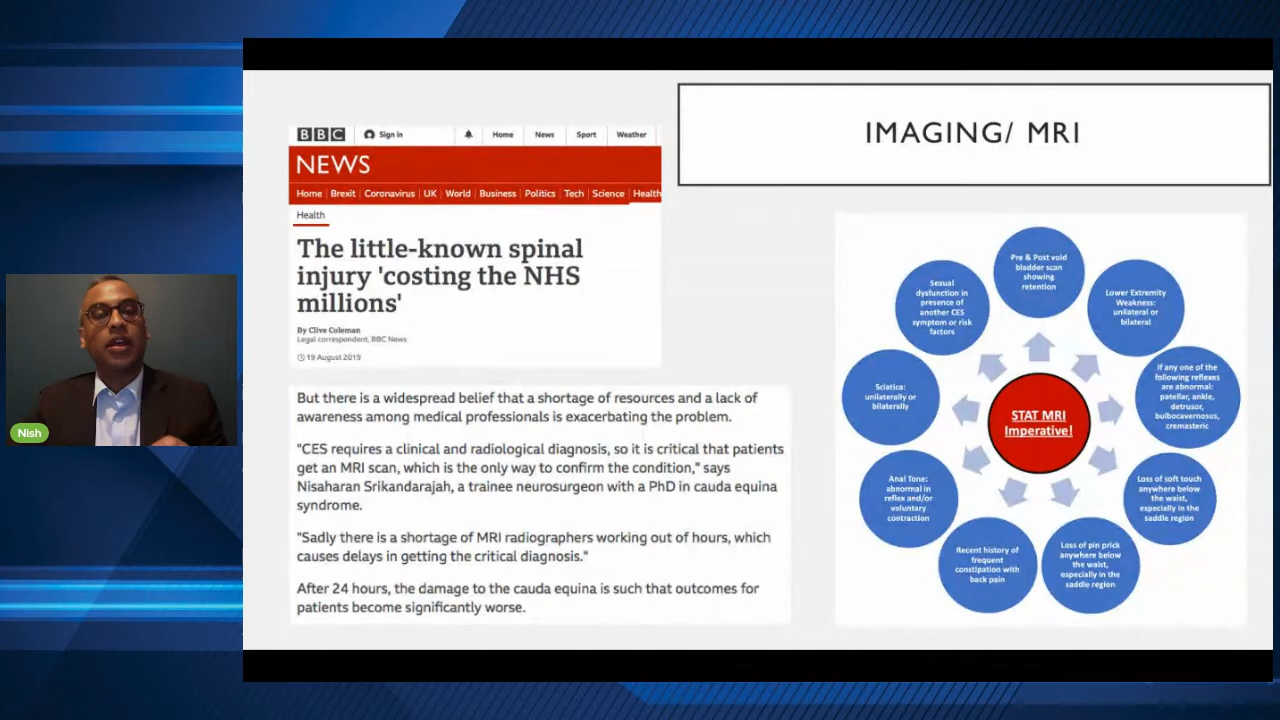 BBC Sign in Home News Sport Weather
NEWS
Home Brexit Coronavirus UK World Business Politics Tech Science Health
Health
The little-known spinal
injury 'costing the NHS
millions'
By Clive Coleman
Legal correspondent, BBC News
19 August 2019
But there is a widespread belief that a shortage of resources and a lack of
awareness among medical professionals is exacerbating the problem.
"CES requires a clinical and radiological diagnosis, so it is critical that patients
get an MRI scan, which is the only way to confirm the condition," says
Nisaharan Srikandarajah, a trainee neurosurgeon with a PhD in cauda equina
syndrome.
"Sadly there is a shortage of MRI radiographers working out of hours, which
causes delays in getting the critical diagnosis."
After 24 hours, the damage to the cauda equina is such that outcomes for
patients become significantly worse.
IMAGING/ MRI
STAT MRI
Imperative!
Pre & Post void
bladder scan
showing
retention
Lower Extremity
Weakness:
unilateral or
bilateral
If any one of the
following reflexes
are abnormal:
patellar, ankle,
detrusor,
bulbocavernosus,
cremasteric
Loss of soft touch
anywhere below
the waist,
especially in the
saddle region
Loss of pin prick
anywhere below
the waist,
especially in the
saddle region
Recent history of
frequent
constipation with
back pain
Anal Tone:
abnormal in
reflex and/or
voluntary
contraction
Sciatica:
unilaterally or
bilaterally
Sexual
dysfunction in
presence of
another CES
symptom or risk
factors
Nish